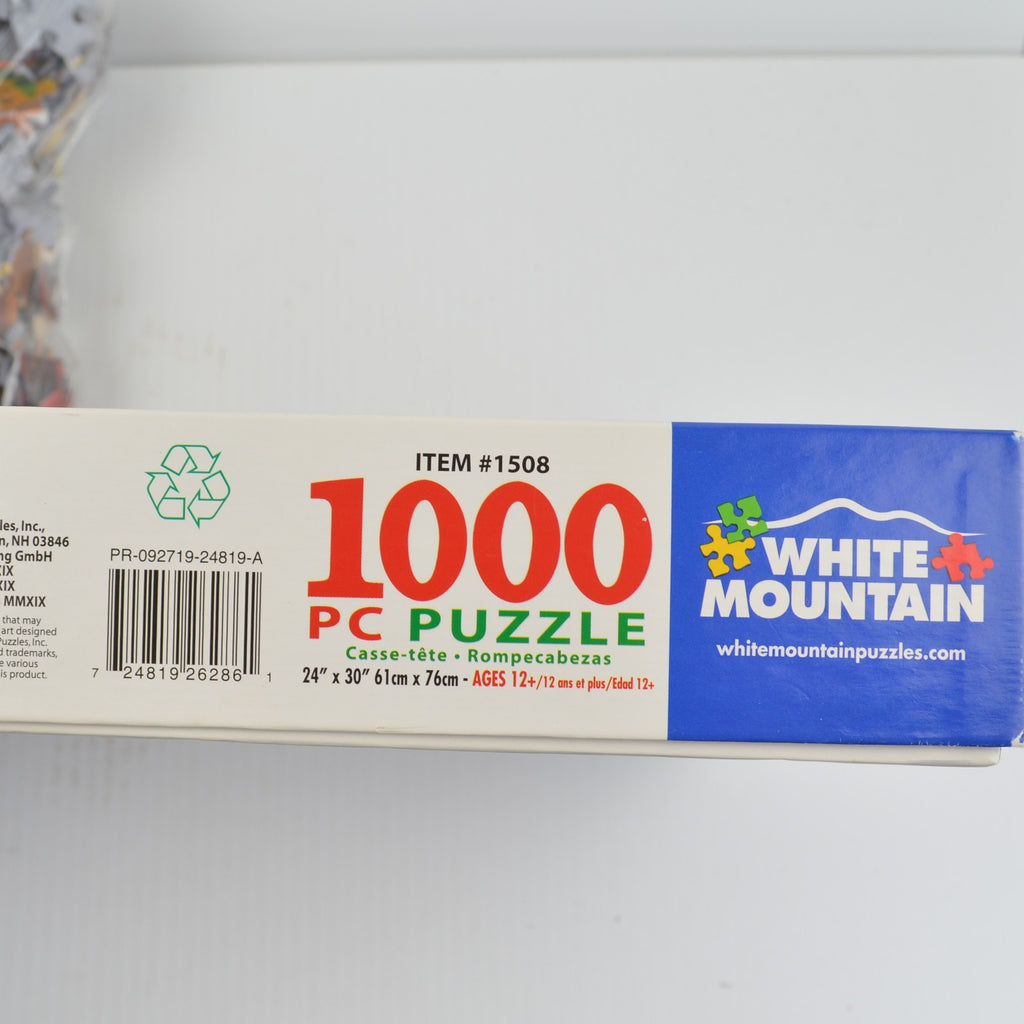 les, Inc.,
n, NH 03846
ng GmbH
IX
XIX
MMXIX
that may
art designed
Puzzles, Inc.
d trademarks,
e various
is product.
PR-092719-24819-A
7 24819 26286 1
ITEM #1508
1000
PC PUZZLE
Casse-tête • Rompecabezas
24” x 30” 61cm x 76cm - AGES 12+/12 ans et plus/Edad 12+
WHITE
MOUNTAIN
whitemountainpuzzles.com